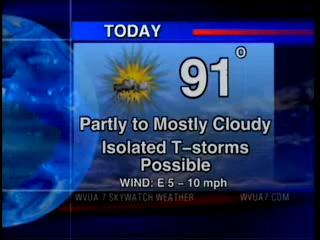 TODAY
91°
Partly to Mostly Cloudy
Isolated T-storms
Possible
WIND: E 5 - 10 mph
WVUA 7 SKYWATCH WEATHER WVUA7.COM